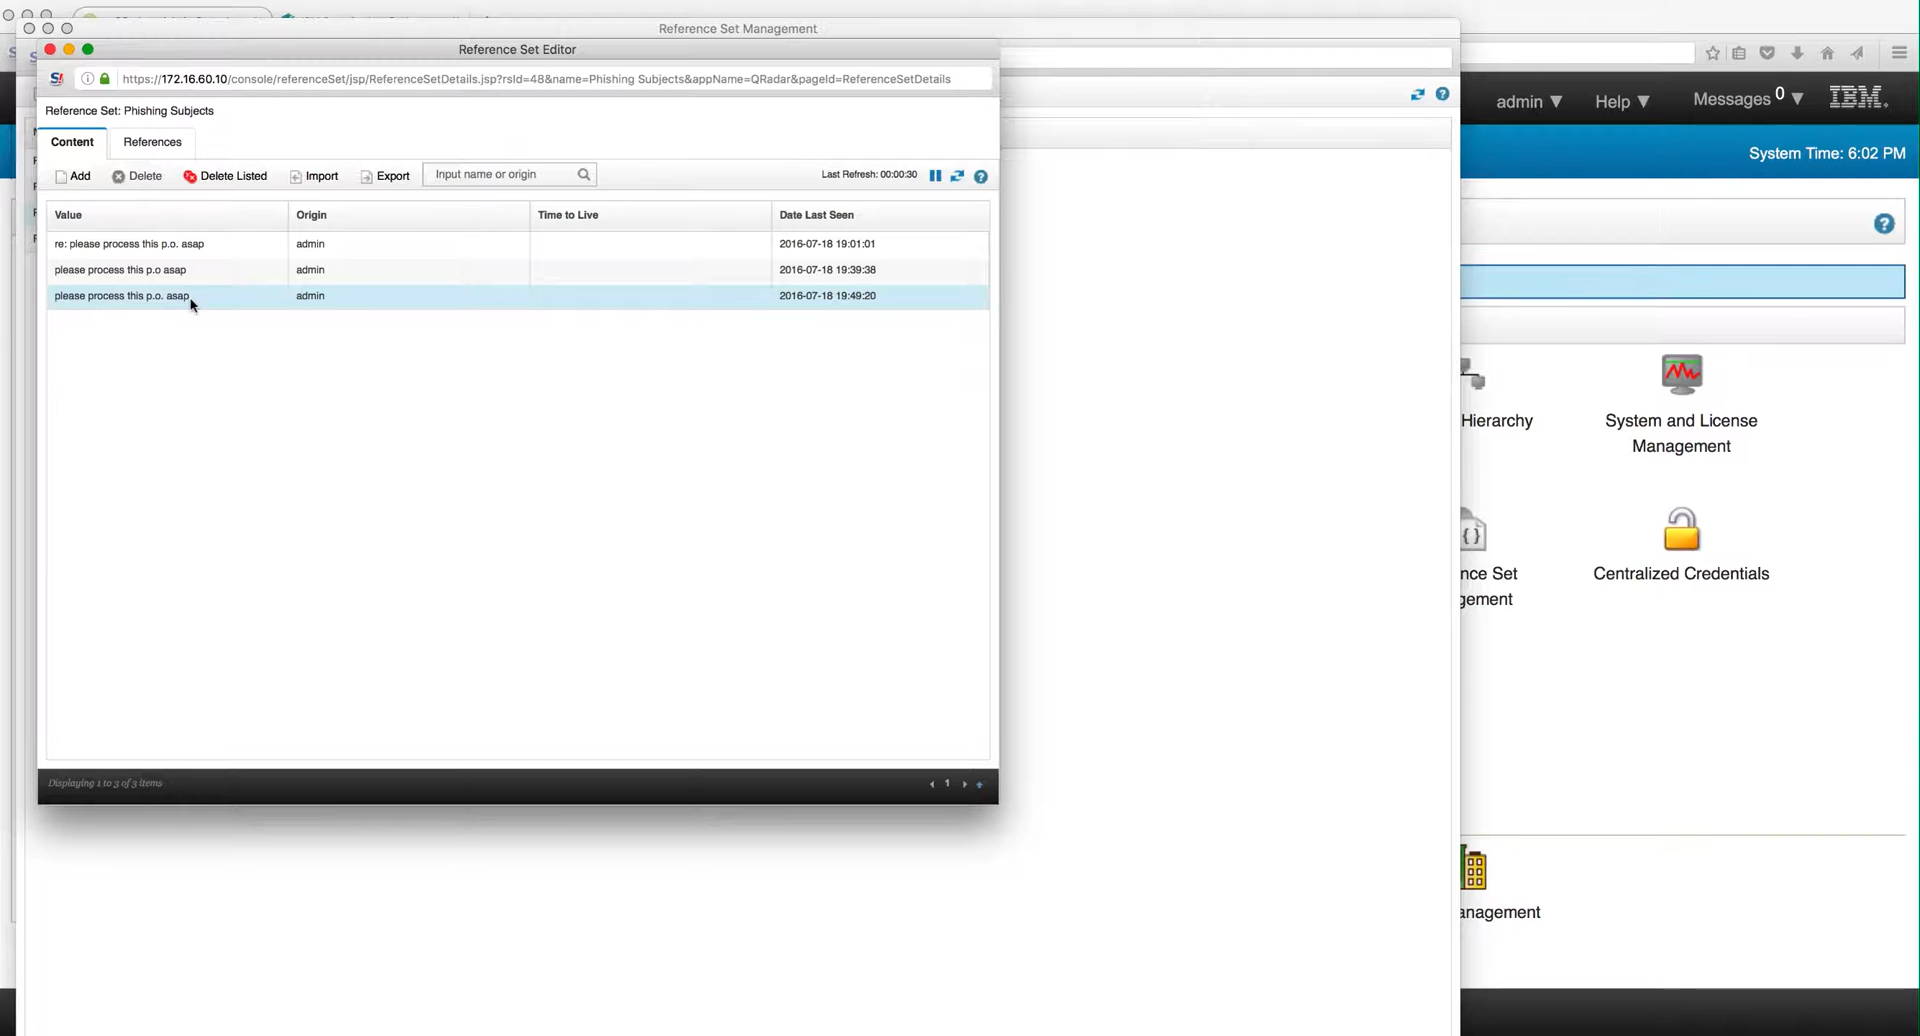 Reference Set Management
Reference Set Editor
https://172.16.60.10/console/referenceSet/jsp/ReferenceSetDetails.jsp?rsId=48&name=Phishing Subjects&appName=QRadar&pageId=ReferenceSetDetails
admin ▼ Help ▼ Messages 0 ▼ IBM.
Reference Set: Phishing Subjects
Content References
System Time: 6:02 PM
Add Delete Delete Listed Import Export Input name or origin Last Refresh: 00:00:30
Value Origin Time to Live Date Last Seen
re: please process this p.o. asap admin 2016-07-18 19:01:01
please process this p.o asap admin 2016-07-18 19:39:38
please process this p.o. asap admin 2016-07-18 19:49:20
Hierarchy
System and License
Management
nce Set
gement
Centralized Credentials
Displaying 1 to 3 of 3 items 1
anagement